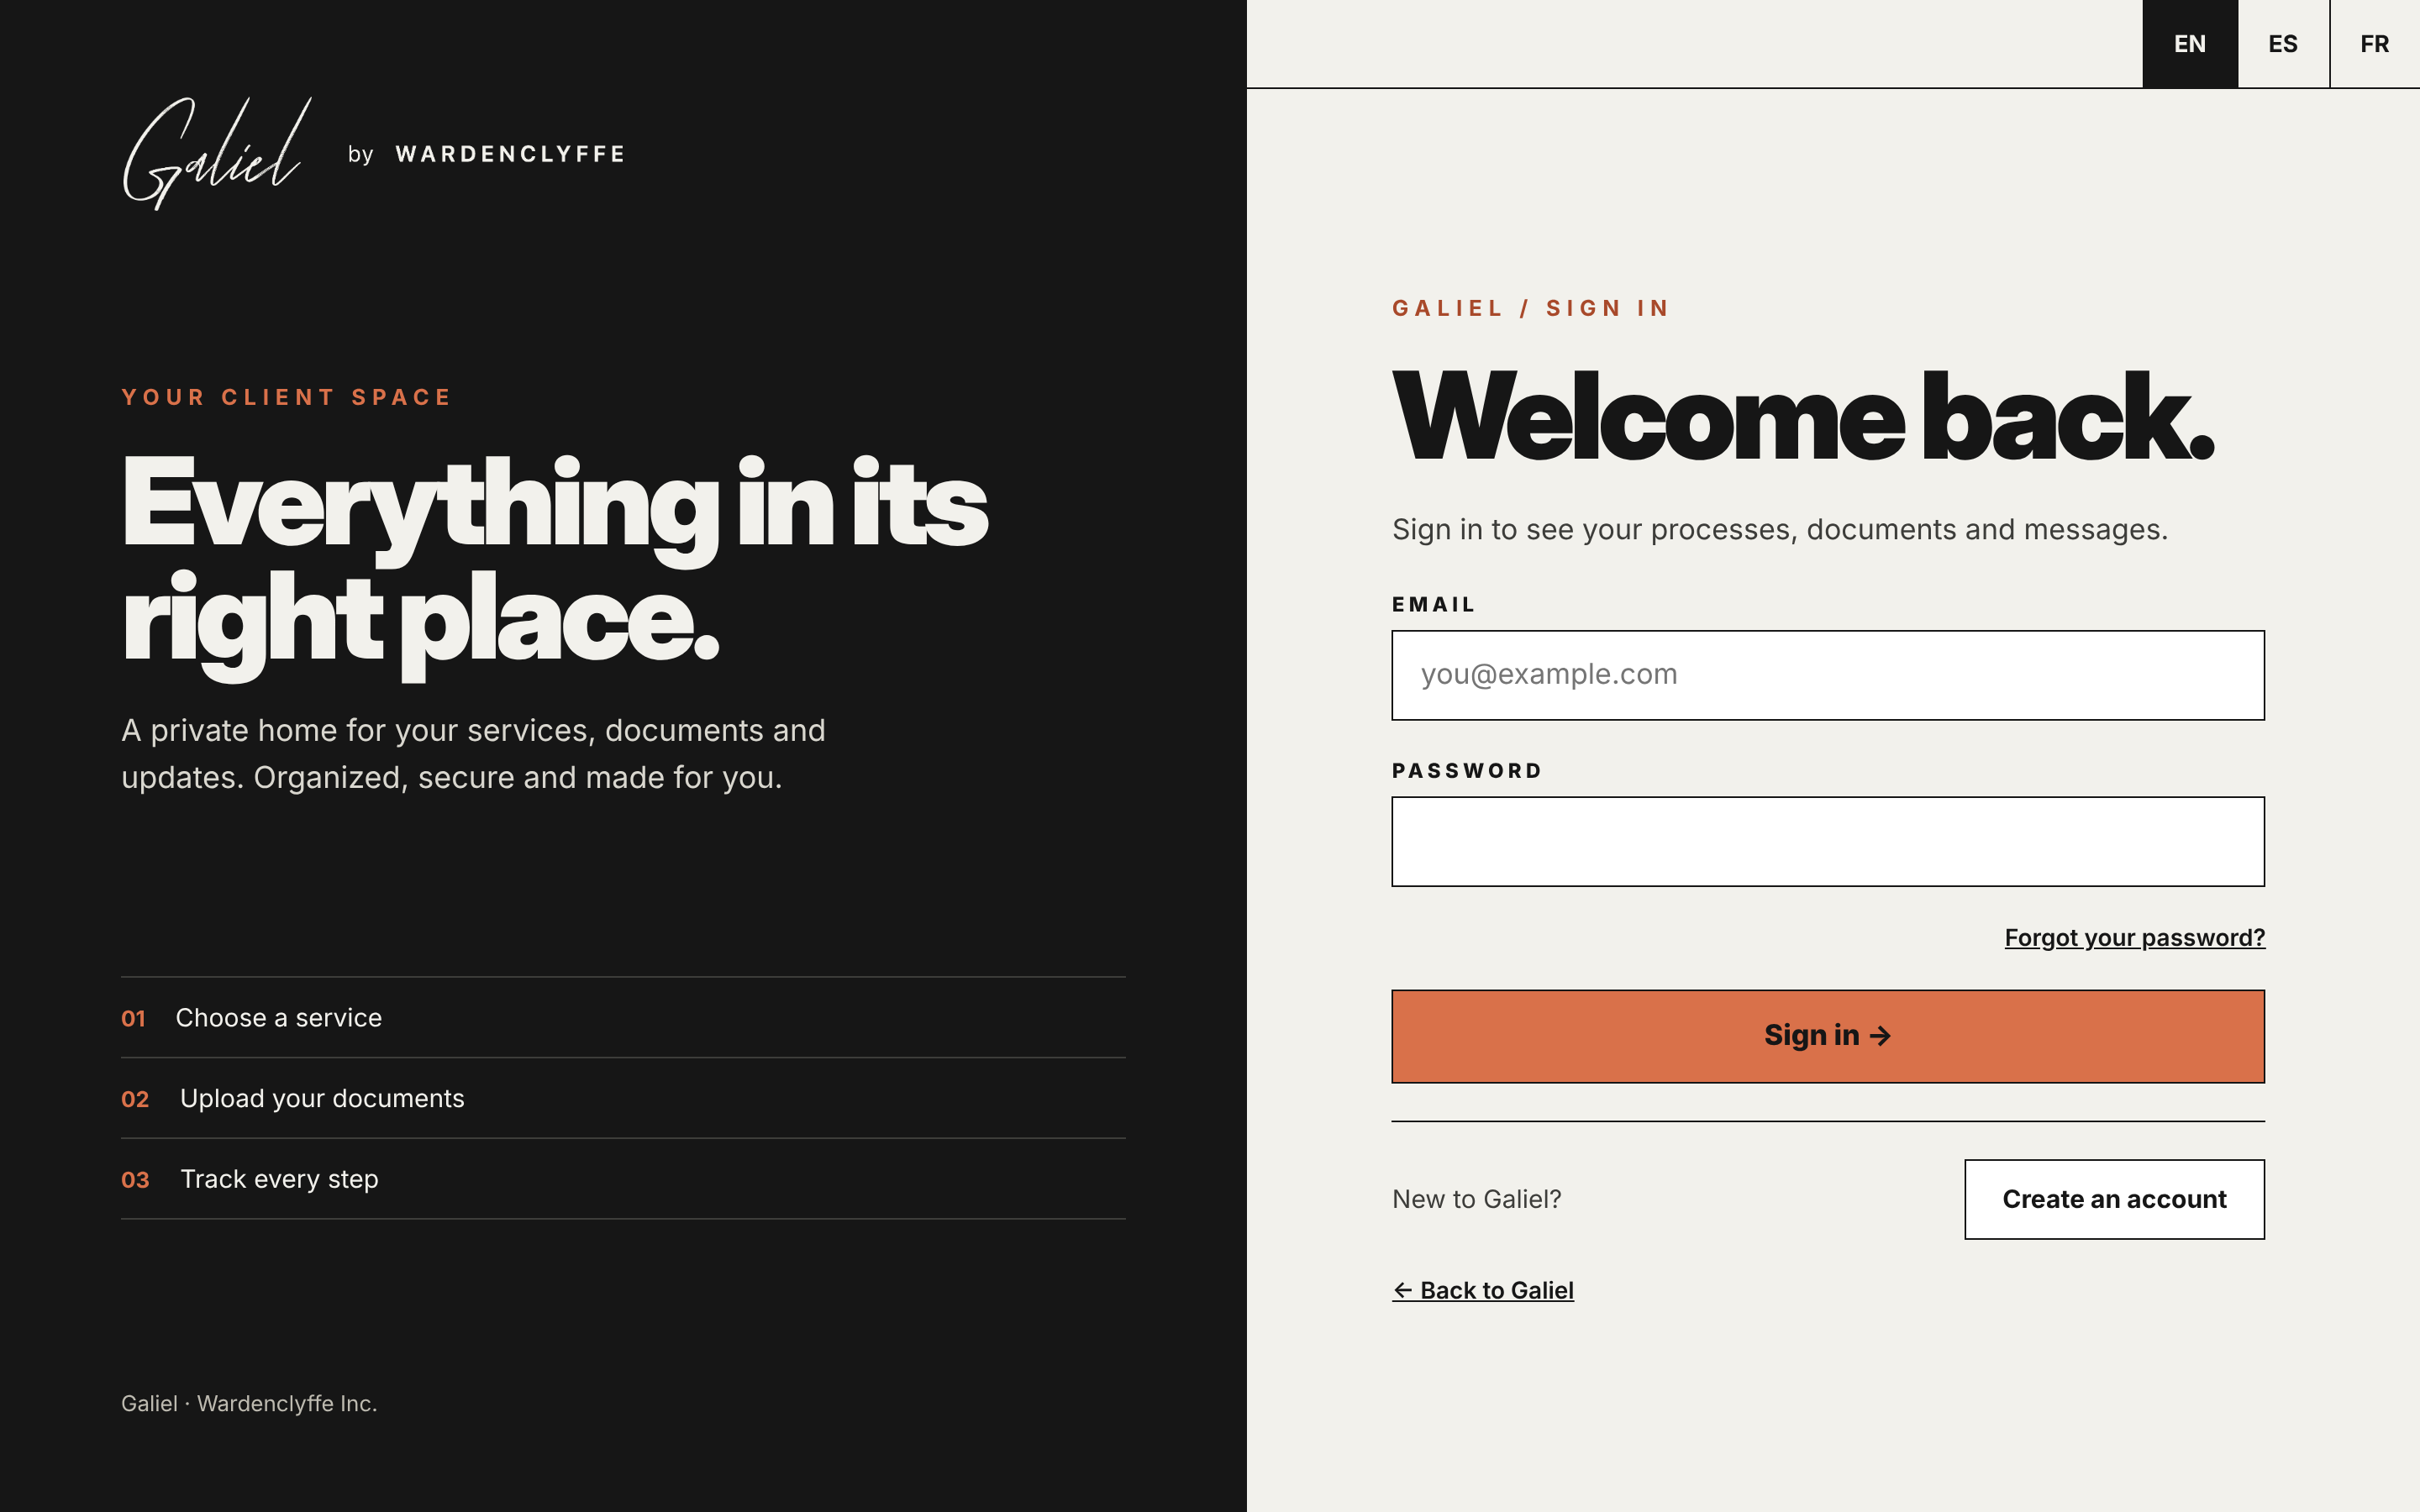 Galiel by WARDENCLYFFE
YOUR CLIENT SPACE
Everything in its
right place.
A private home for your services, documents and
updates. Organized, secure and made for you.
01 Choose a service
02 Upload your documents
03 Track every step
Galiel · Wardenclyffe Inc.
EN ES FR
GALIEL / SIGN IN
Welcome back.
Sign in to see your processes, documents and messages.
EMAIL
you@example.com
PASSWORD
Forgot your password?
Sign in →
New to Galiel? Create an account
← Back to Galiel